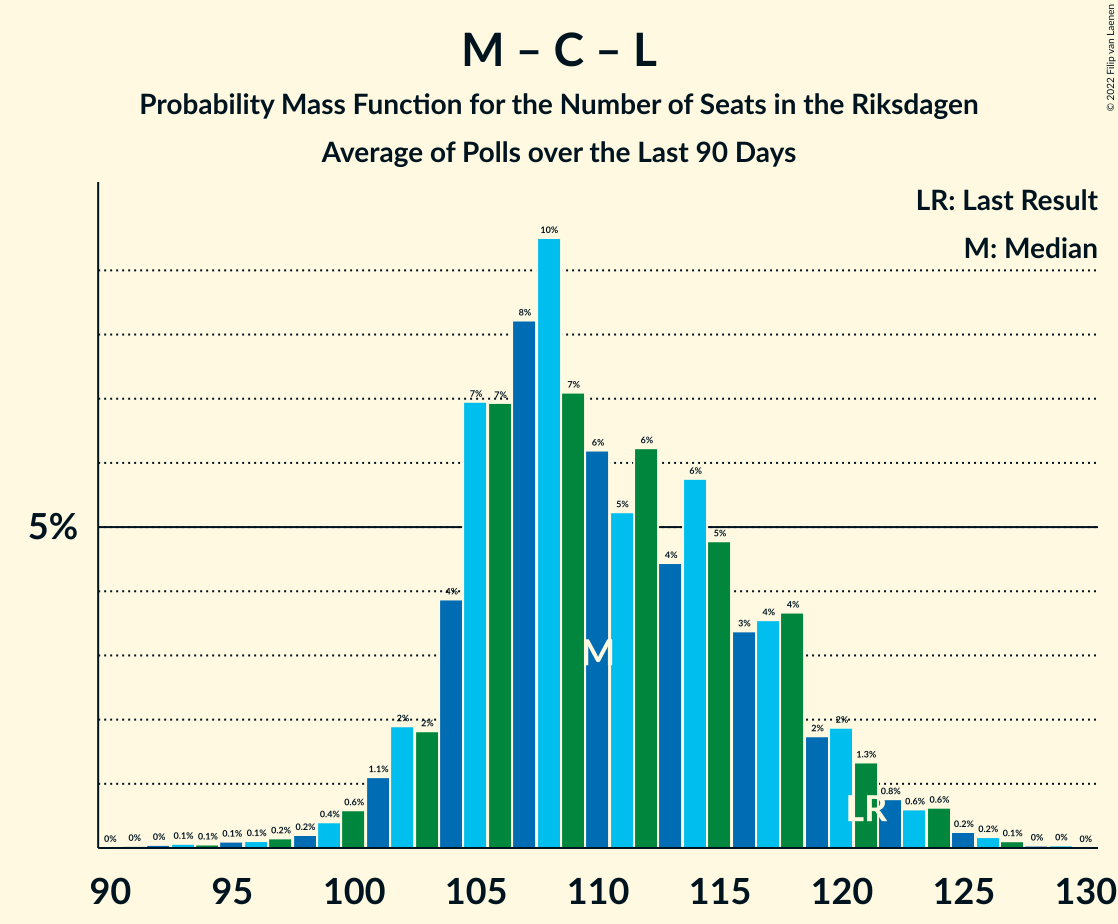 M – C – L
Probability Mass Function for the Number of Seats in the Riksdagen
Average of Polls over the Last 90 Days
© 2022 Filip van Laenen
LR: Last Result
M: Median
5%
0% 0% 0% 0.1% 0.1% 0.1% 0.1% 0.2% 0.2% 0.4% 0.6% 1.1% 2% 2% 4% 7% 7% 8% 10% 7% 6% 5% 6% 4% 6% 5% 3% 4% 4% 2% 2% 1.3% 0.8% 0.6% 0.6% 0.2% 0.2% 0.1% 0% 0% 0%
M
LR
90 95 100 105 110 115 120 125 130